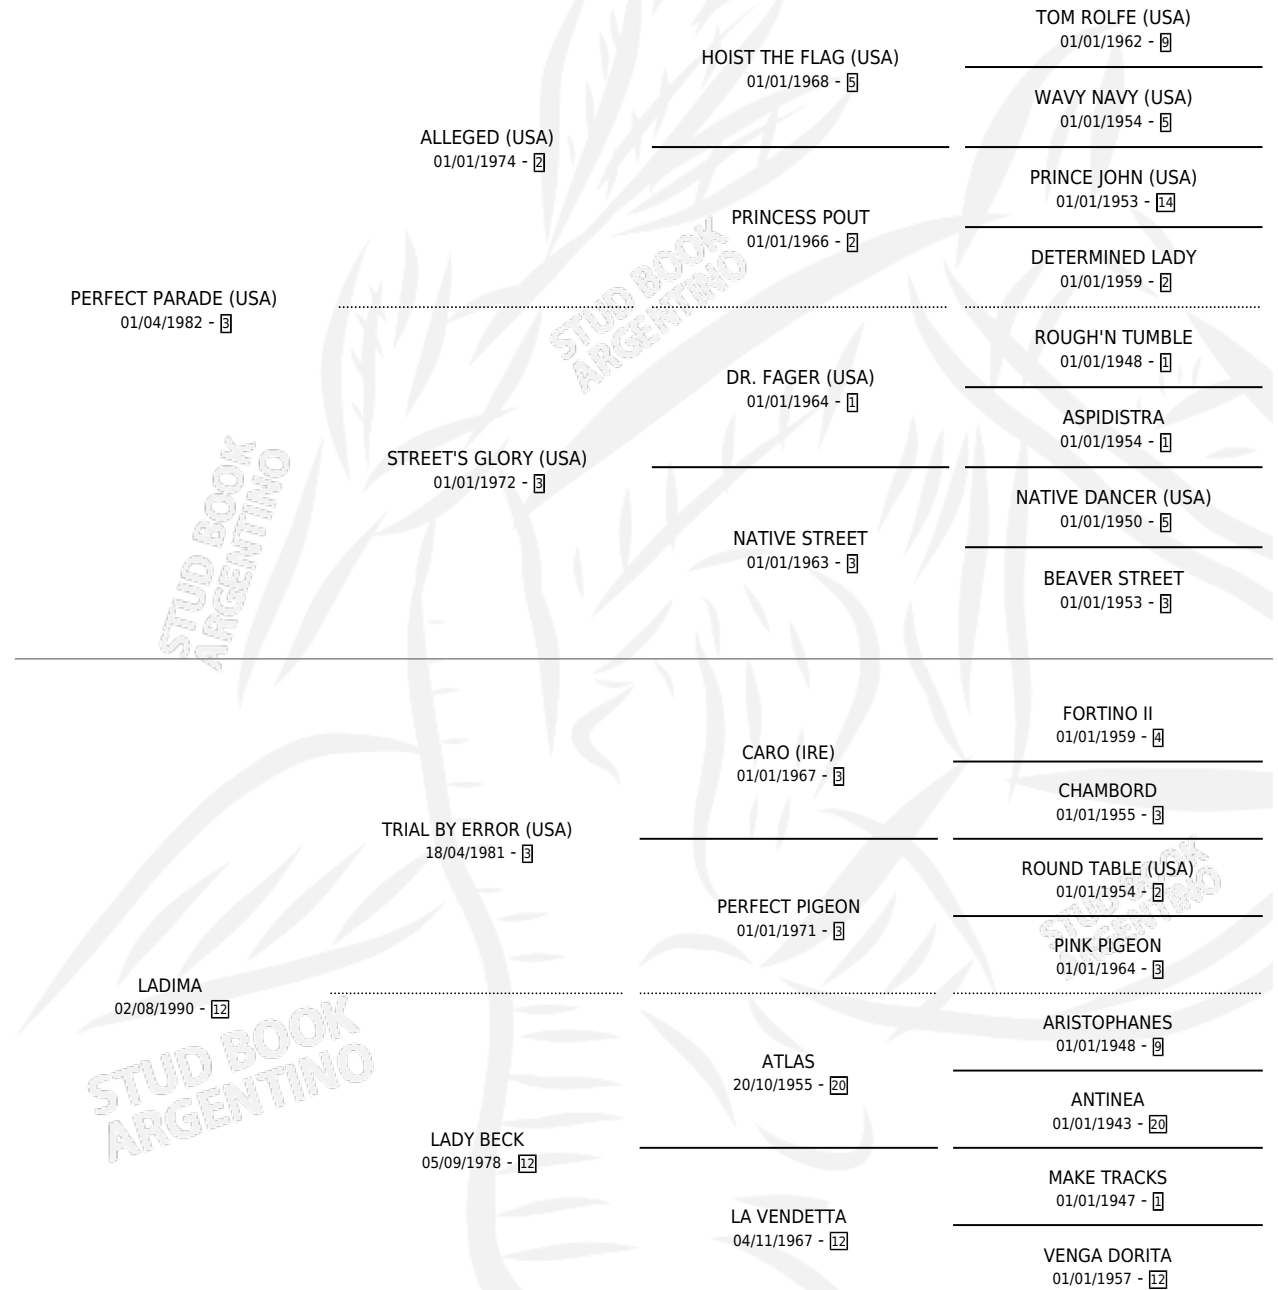 TOM ROLFE (USA)
01/01/1962 - 9
HOIST THE FLAG (USA)
01/01/1968 - 5
WAVY NAVY (USA)
01/01/1954 - 5
ALLEGED (USA)
01/01/1974 - 2
PRINCE JOHN (USA)
01/01/1953 - 14
PRINCESS POUT
01/01/1966 - 2
DETERMINED LADY
01/01/1959 - 2
PERFECT PARADE (USA)
01/04/1982 - 3
ROUGH'N TUMBLE
01/01/1948 - 1
DR. FAGER (USA)
01/01/1964 - 1
ASPIDISTRA
01/01/1954 - 1
STREET'S GLORY (USA)
01/01/1972 - 3
NATIVE DANCER (USA)
01/01/1950 - 5
NATIVE STREET
01/01/1963 - 3
BEAVER STREET
01/01/1953 - 3
FORTINO II
01/01/1959 - 4
CARO (IRE)
01/01/1967 - 3
CHAMBORD
01/01/1955 - 3
TRIAL BY ERROR (USA)
18/04/1981 - 3
ROUND TABLE (USA)
01/01/1954 - 2
PERFECT PIGEON
01/01/1971 - 3
PINK PIGEON
01/01/1964 - 3
LADIMA
02/08/1990 - 12
ARISTOPHANES
01/01/1948 - 9
ATLAS
20/10/1955 - 20
ANTINEA
01/01/1943 - 20
LADY BECK
05/09/1978 - 12
MAKE TRACKS
01/01/1947 - 1
LA VENDETTA
04/11/1967 - 12
VENGA DORITA
01/01/1957 - 12
STUD BOOK
ARGENTINO
STUD BOOK
ARGENTINO
STUD BOOK
ARGENTINO
STUD BOOK
ARGENTINO